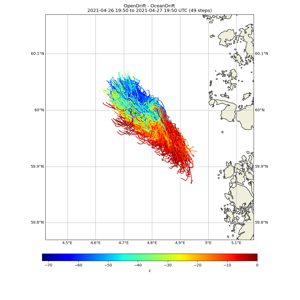 OpenDrift - OceanDrift
2021-04-26 19:50 to 2021-04-27 19:50 UTC (49 steps)
60.1°N
60.1°N
60°N
60°N
59.9°N
59.9°N
59.8°N
59.8°N
4.5°E
4.6°E
4.7°E
4.8°E
4.9°E
5°E
5.1°E
−70
−60
−50
−40
−30
−20
−10
0
z